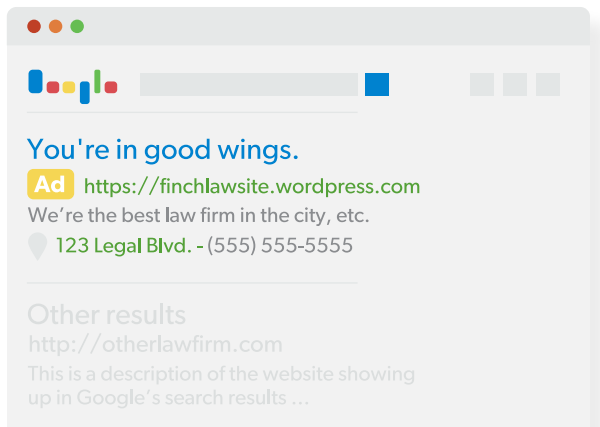 You're in good wings.
Ad https://finchlawsite.wordpress.com
We’re the best law firm in the city, etc.
123 Legal Blvd. - (555) 555-5555
Other results
http://otherlawfirm.com
This is a description of the website showing
up in Google’s search results ...